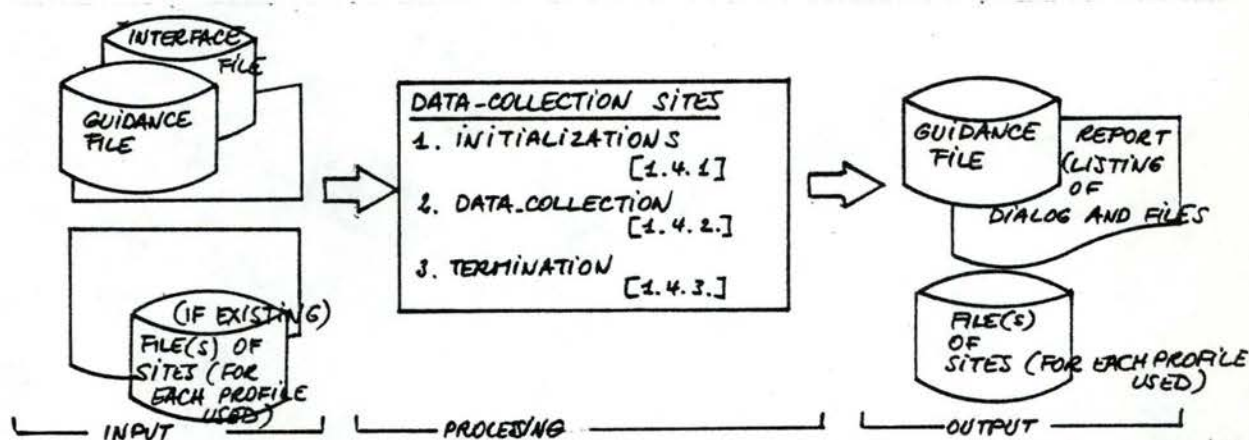 INTERFACE
FILE
GUIDANCE
FILE
(IF EXISTING)
FILE(S) OF
SITES (FOR
EACH PROFILE
USED)
INPUT
DATA-COLLECTION SITES
1. INITIALIZATIONS
[1.4.1]
2. DATA-COLLECTION
[1.4.2.]
3. TERMINATION
[1.4.3.]
PROCESSING
GUIDANCE
FILE
REPORT
(LISTING
OF
DIALOG AND FILES
FILE(S)
OF
SITES (FOR EACH PROFILE
USED)
OUTPUT